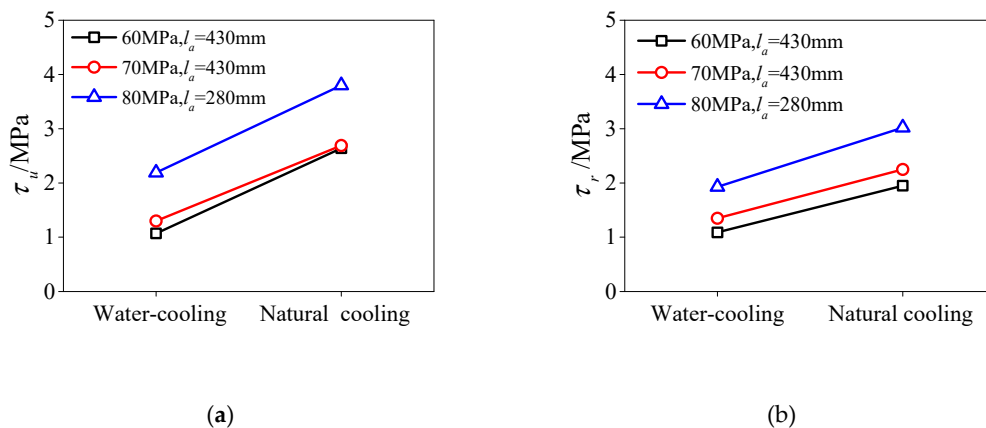 5
4
3
2
1
0
τu/MPa
60MPa,la=430mm
70MPa,la=430mm
80MPa,la=280mm
Water-cooling Natural cooling
(a)
5
4
3
2
1
0
τr/MPa
60MPa,la=430mm
70MPa,la=430mm
80MPa,la=280mm
Water-cooling Natural cooling
(b)